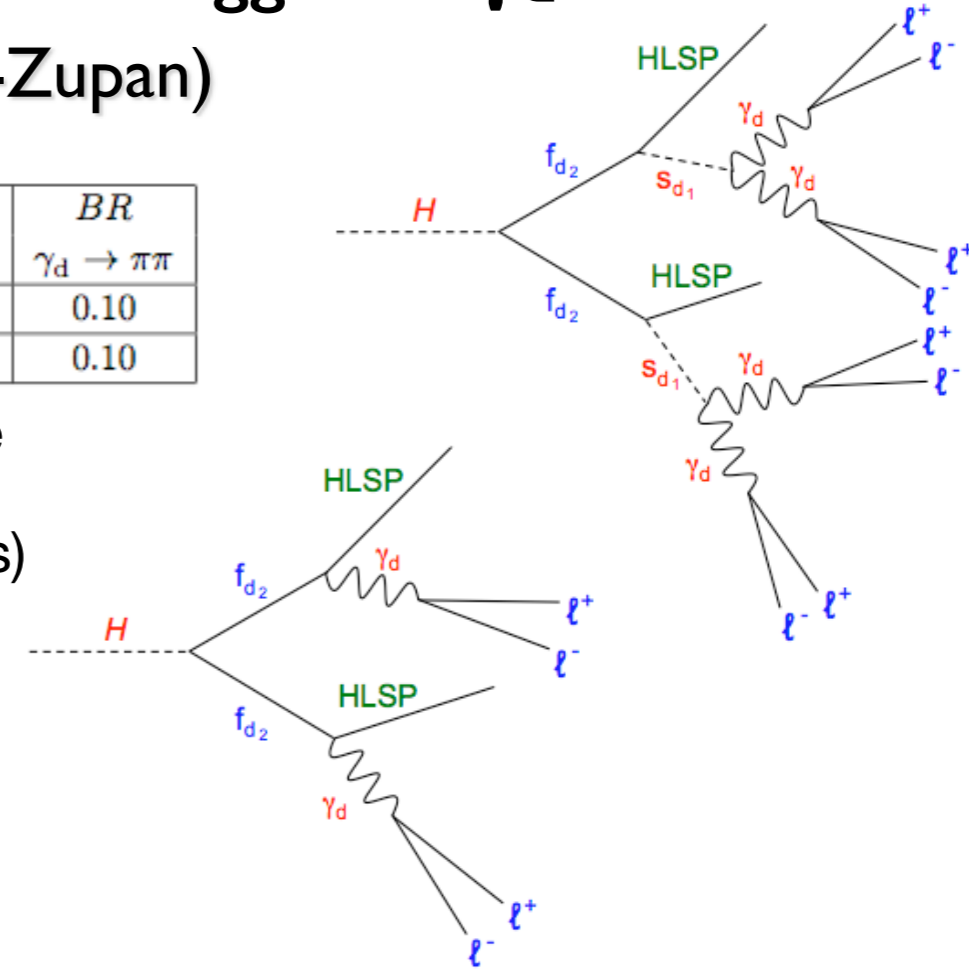 -Zupan)
BR
γd → ππ
0.10
0.10
s)
H
fd2
fd2
HLSP
HLSP
sd1
sd1
γd
γd
γd
γd
ℓ+
ℓ-
ℓ+
ℓ-
ℓ+
ℓ-
ℓ-
ℓ+
H
fd2
fd2
HLSP
HLSP
γd
γd
ℓ+
ℓ-
ℓ+
ℓ-